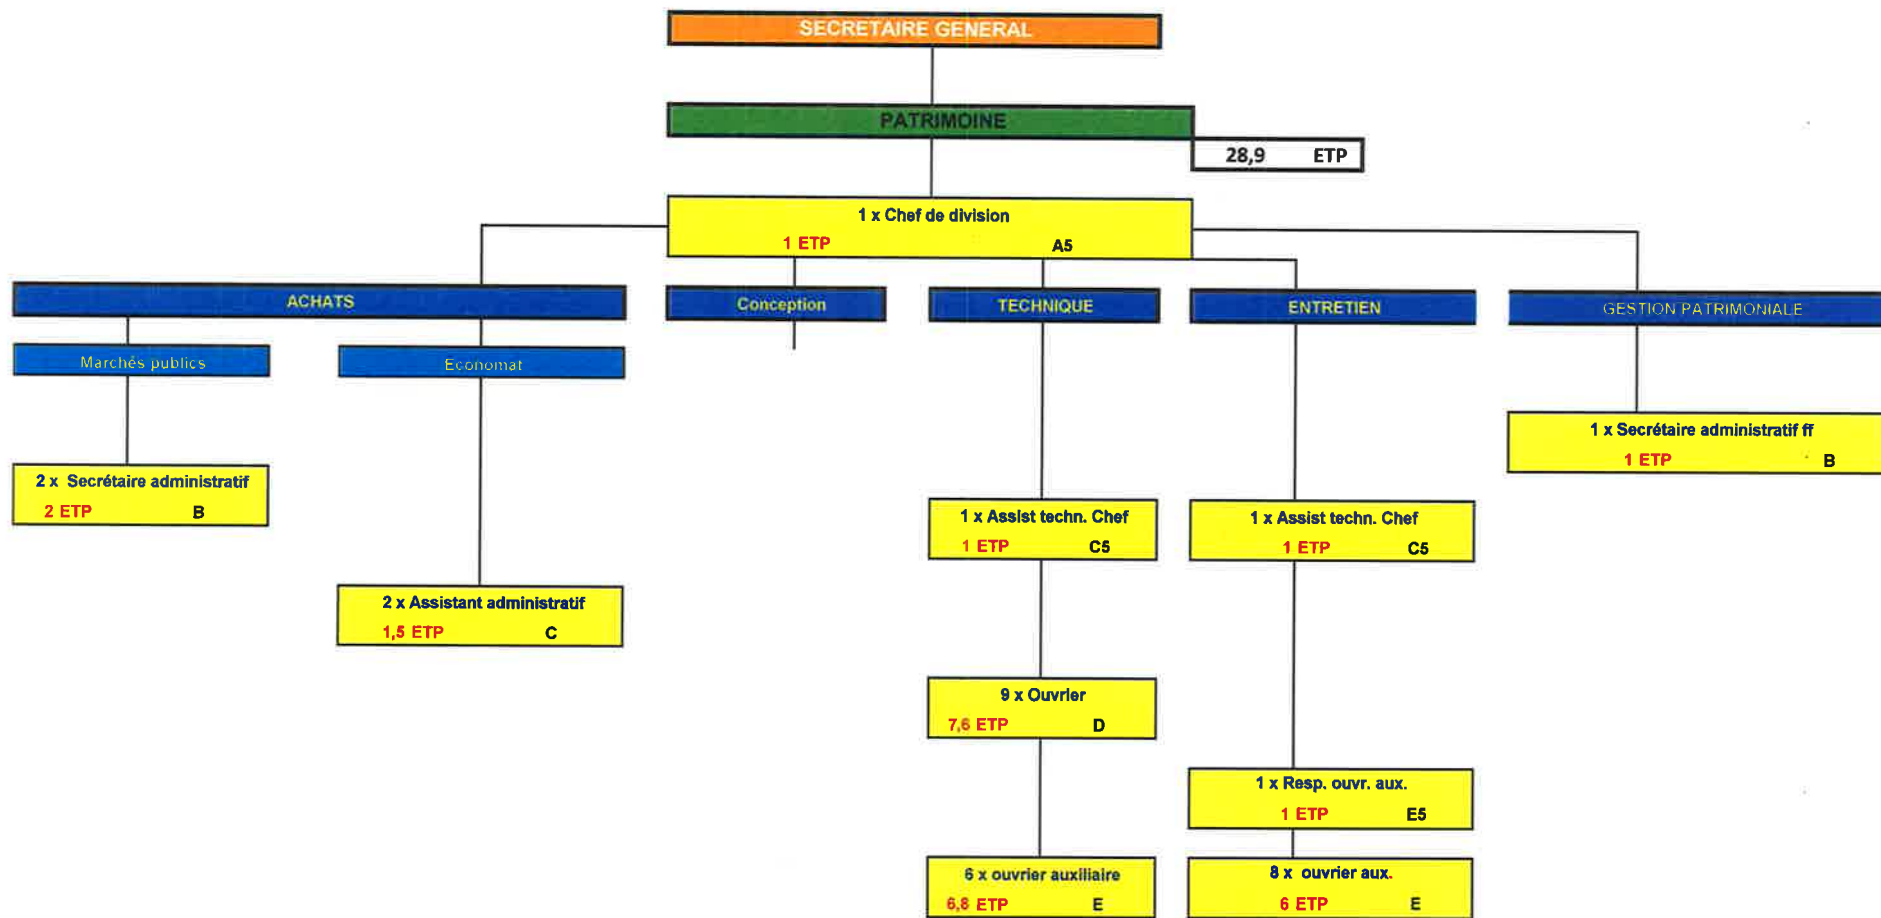 SECRETAIRE GENERAL
PATRIMOINE
28,9 ETP
1 x Chef de division
1 ETP A5
ACHATS
Conception
TECHNIQUE
ENTRETIEN
GESTION PATRIMONIALE
Marchés publics
Economat
1 x Secrétaire administratif ff
1 ETP B
2 x Secrétaire administratif
2 ETP B
1 x Assist techn. Chef
1 ETP C5
1 x Assist techn. Chef
1 ETP C5
2 x Assistant administratif
1,5 ETP C
9 x Ouvrier
7,6 ETP D
1 x Resp. ouvr. aux.
1 ETP E5
6 x ouvrier auxiliaire
6,8 ETP E
8 x ouvrier aux.
6 ETP E